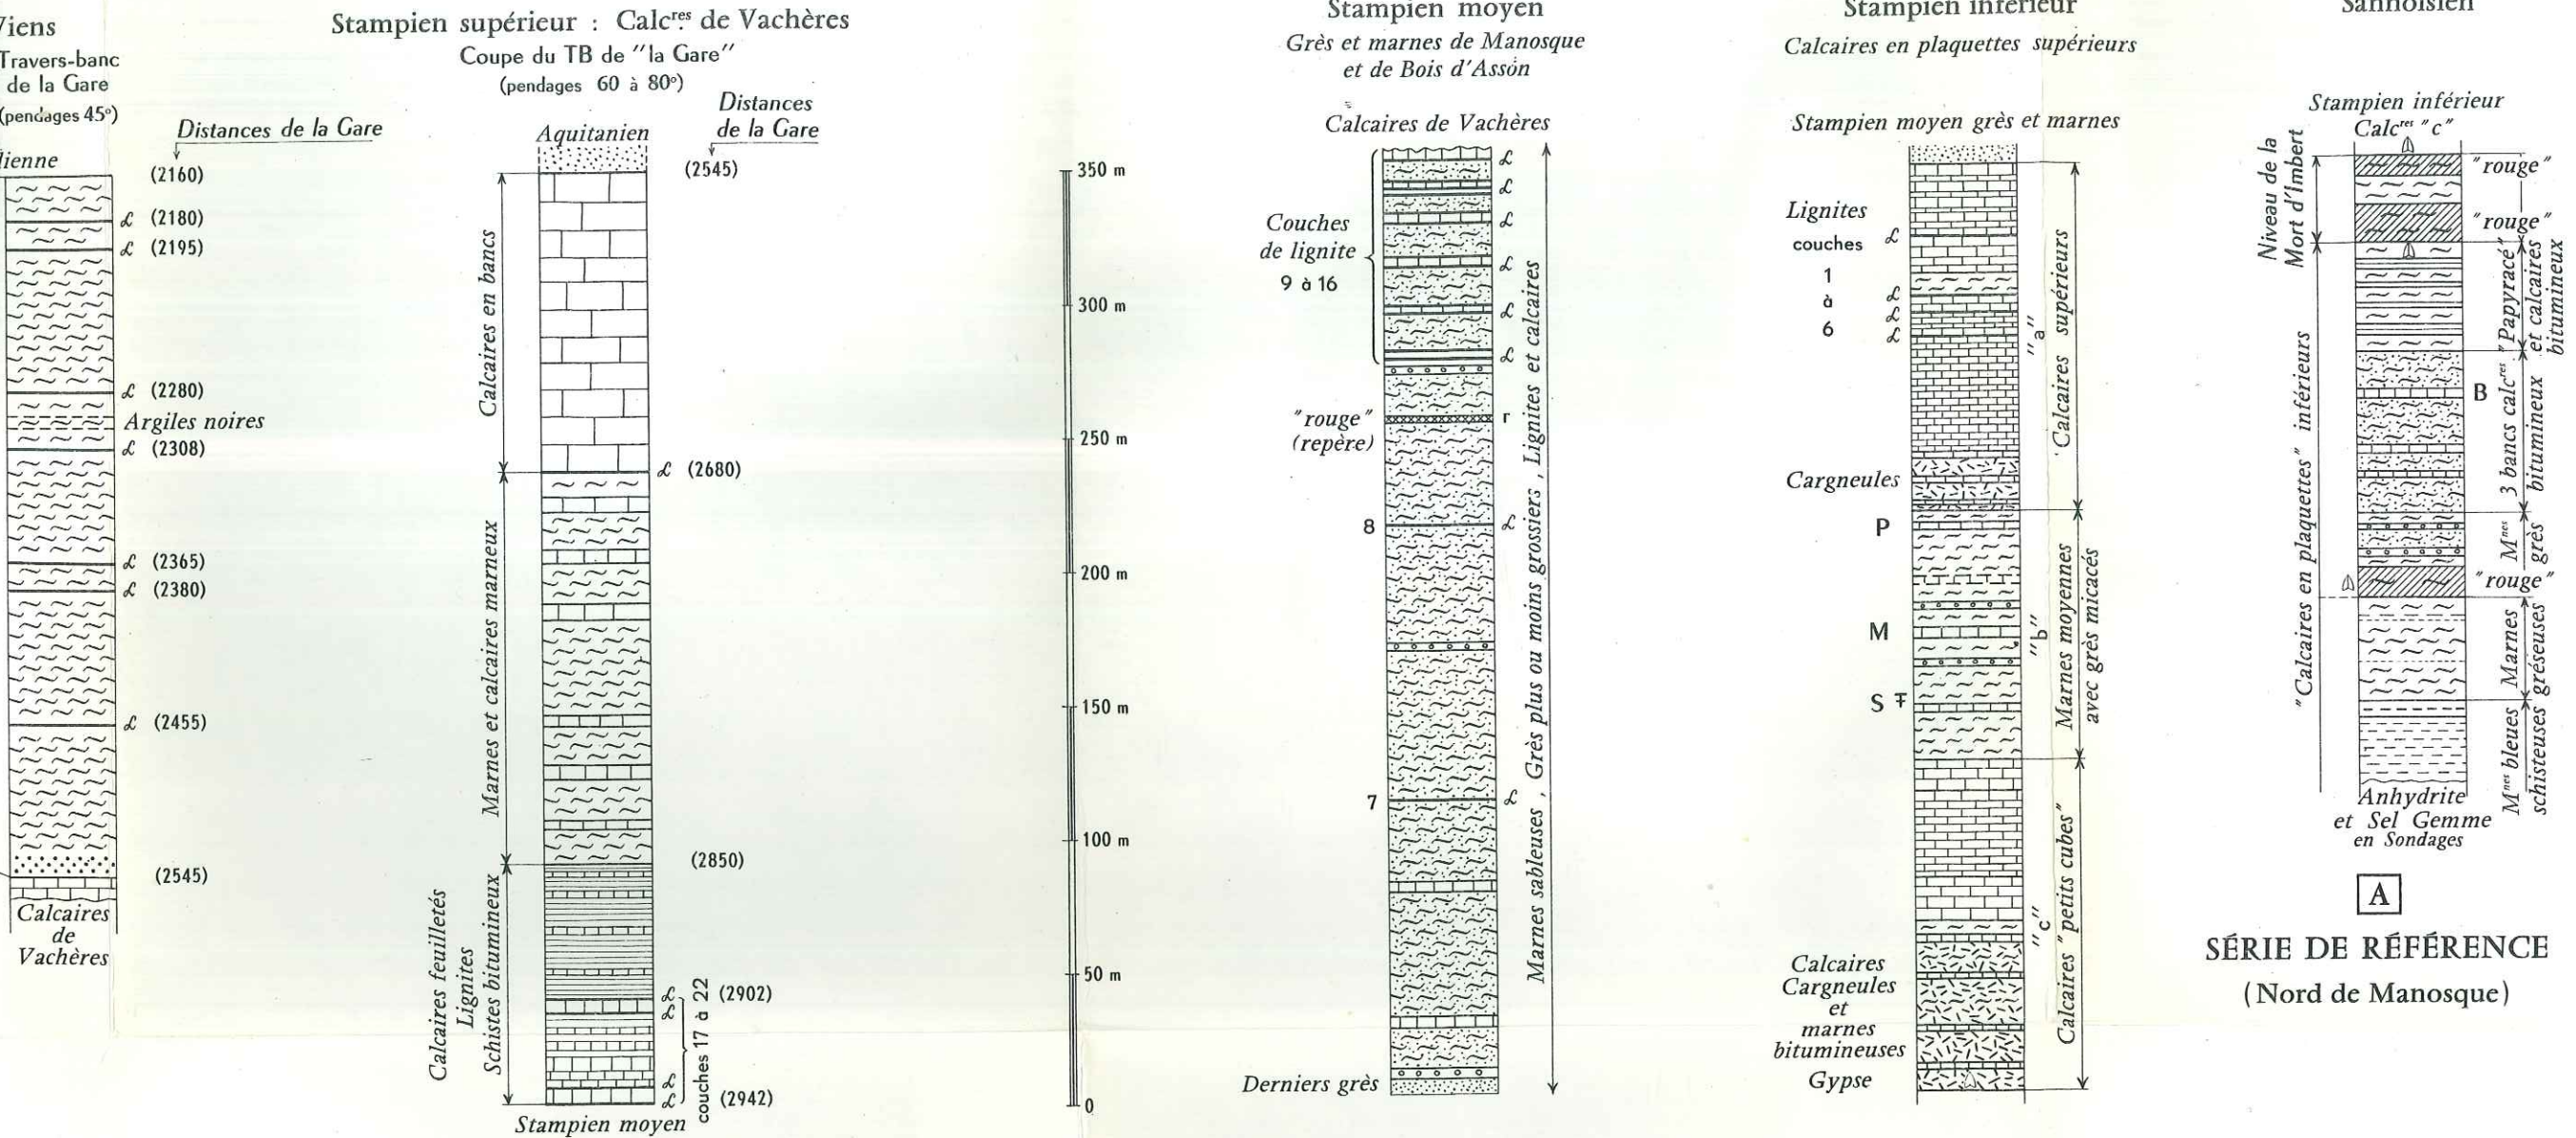 Viens
Travers-banc
de la Gare
(pendages 45°)
Distances de la Gare
(2160)
ℒ (2180)
ℒ (2195)
ℒ (2280)
Argiles noires
ℒ (2308)
ℒ (2365)
ℒ (2380)
ℒ (2455)
(2545)
Calcaires
de
Vachères
Stampien supérieur : Calcres de Vachères
Coupe du TB de "la Gare"
(pendages 60 à 80°)
Distances
de la Gare
Aquitanien
(2545)
Calcaires en bancs
ℒ (2680)
Marnes et calcaires marneux
(2850)
Calcaires feuilletés
Lignites
Schistes bitumineux
ℒ (2902)
ℒ
couches 17 à 22
ℒ
ℒ (2942)
Stampien moyen
350 m
300 m
250 m
200 m
150 m
100 m
50 m
0
Stampien moyen
Grès et marnes de Manosque
et de Bois d'Asson
Calcaires de Vachères
ℒ
ℒ
ℒ
ℒ
ℒ
ℒ
Couches
de lignite
9 à 16
"rouge"
(repère)
r
8
ℒ
7
ℒ
Marnes sableuses , Grès plus ou moins grossiers , Lignites et calcaires
Derniers grès
Stampien inférieur
Calcaires en plaquettes supérieurs
Stampien moyen grès et marnes
Lignites
couches
1
à
6
ℒ
ℒ
ℒ
ℒ
"a"
Calcaires supérieurs
Cargneules
P
M
S Ŧ
"b"
Marnes moyennes
avec grès micacés
"c"
Calcaires "petits cubes"
Calcaires
Cargneules
et
marnes
bitumineuses
Gypse
Sannoisien
Stampien inférieur
Calcres "c"
Niveau de la
Mort d'Imbert
"rouge"
"rouge"
"Papyracé"
et calcaires
bitumineux
B
3 bancs calcres
bitumineux
Mnes
grès
"rouge"
Marnes
gréseuses
Mnes bleues
schisteuses
"Calcaires en plaquettes" inférieurs
Anhydrite
et Sel Gemme
en Sondages
A
SÉRIE DE RÉFÉRENCE
(Nord de Manosque)